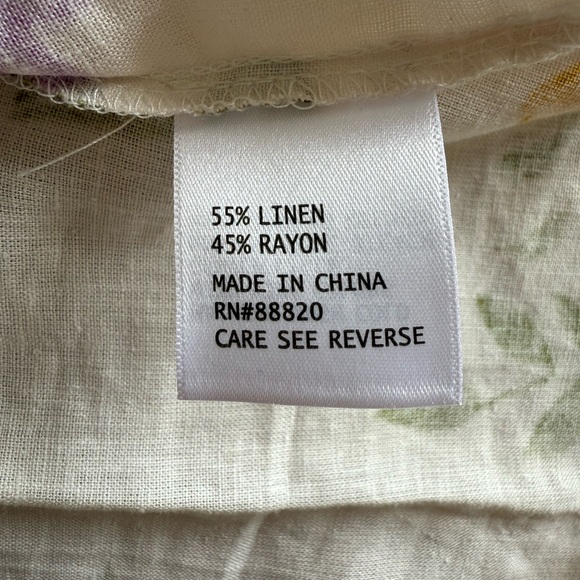 55% LINEN
45% RAYON
MADE IN CHINA
RN#88820
CARE SEE REVERSE